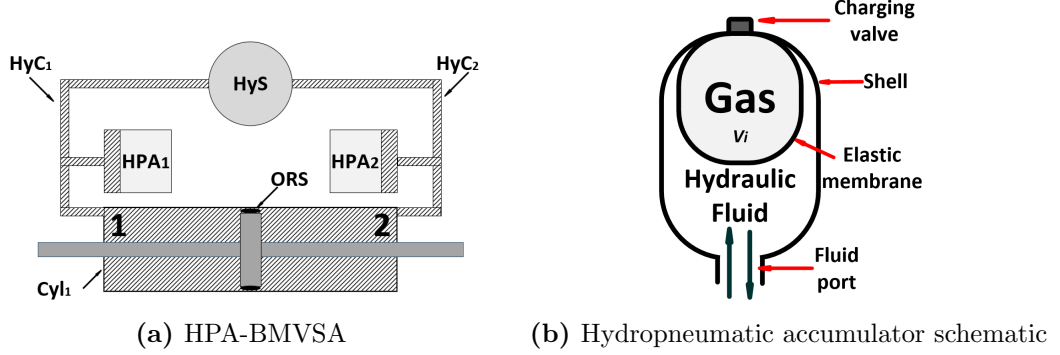 HyC₁
HyS
HyC₂
HPA₁
HPA₂
ORS
1
2
Cyl₁
(a) HPA-BMVSA
Charging
valve
Shell
Gas
Vi
Elastic
membrane
Hydraulic
Fluid
Fluid
port
(b) Hydropneumatic accumulator schematic